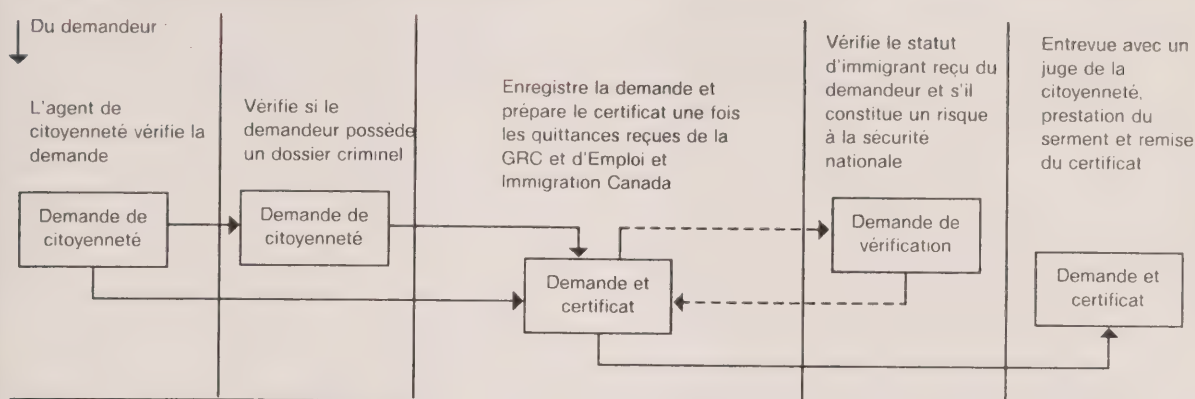 Du demandeur
L'agent de
citoyenneté vérifie la
demande
Demande de
citoyenneté
Vérifie si le
demandeur possède
un dossier criminel
Demande de
citoyenneté
Enregistre la demande et
prépare le certificat une fois
les quittances reçues de la
GRC et d'Emploi et
Immigration Canada
Demande et
certificat
Vérifie le statut
d'immigrant reçu du
demandeur et s'il
constitue un risque
à la sécurité
nationale
Demande de
vérification
Entrevue avec un
juge de la
citoyenneté,
prestation du
serment et remise
du certificat
Demande et
certificat